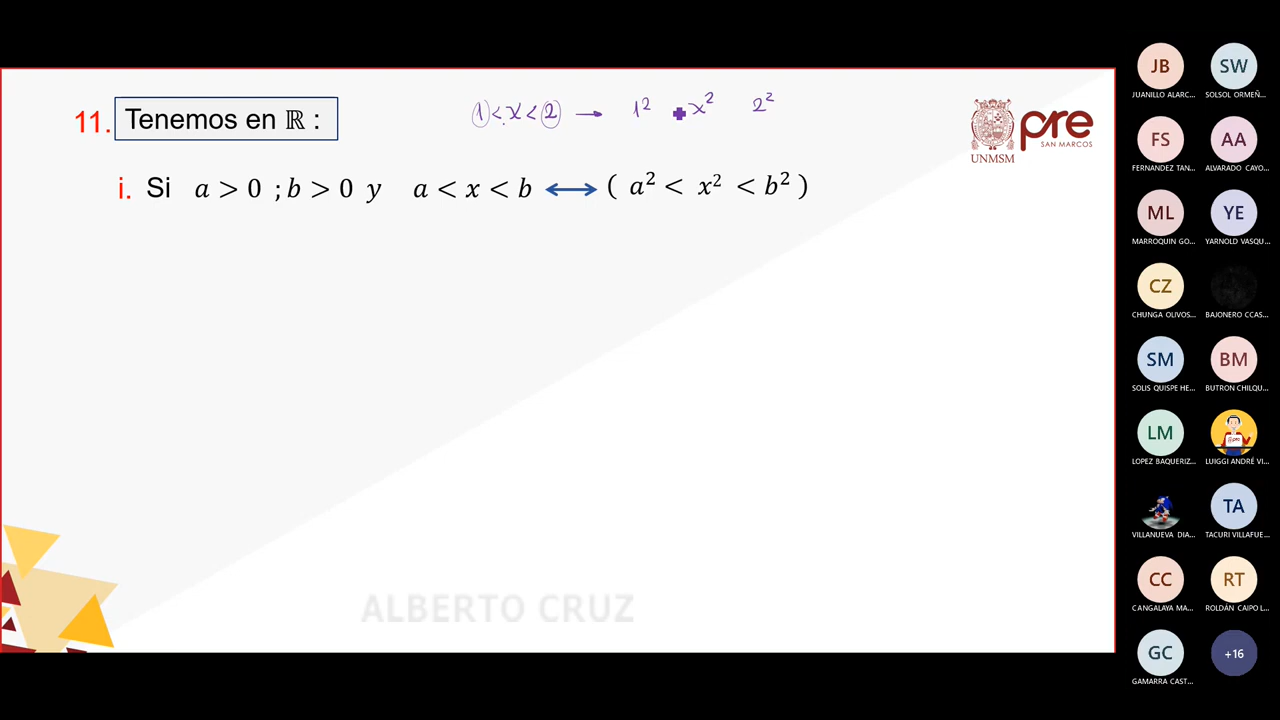 11. Tenemos en ℝ :
1 < x < 2 → 1² x² 2²
pre
SAN MARCOS
UNMSM
i. Si a > 0 ; b > 0 y a < x < b ⟷ ( a² < x² < b² )
ALBERTO CRUZ
JB
JUANILLO ALARC...
SW
SOLSOL ORMEÑ...
FS
FERNANDEZ TAN...
AA
ALVARADO CAYO...
ML
MARROQUIN GO...
YE
YARNOLD VASQU...
CZ
CHUNGA OLIVOS...
BAJONERO CCAS...
SM
SOLIS QUISPE HE...
BM
BUTRON CHILQU...
LM
LOPEZ BAQUERIZ...
LUIGGI ANDRÉ VI...
VILLANUEVA DIA...
TA
TACURI VILLAFUE...
CC
CANGALAYA MA...
RT
ROLDÁN CAIPO L...
GC
GAMARRA CAST...
+16